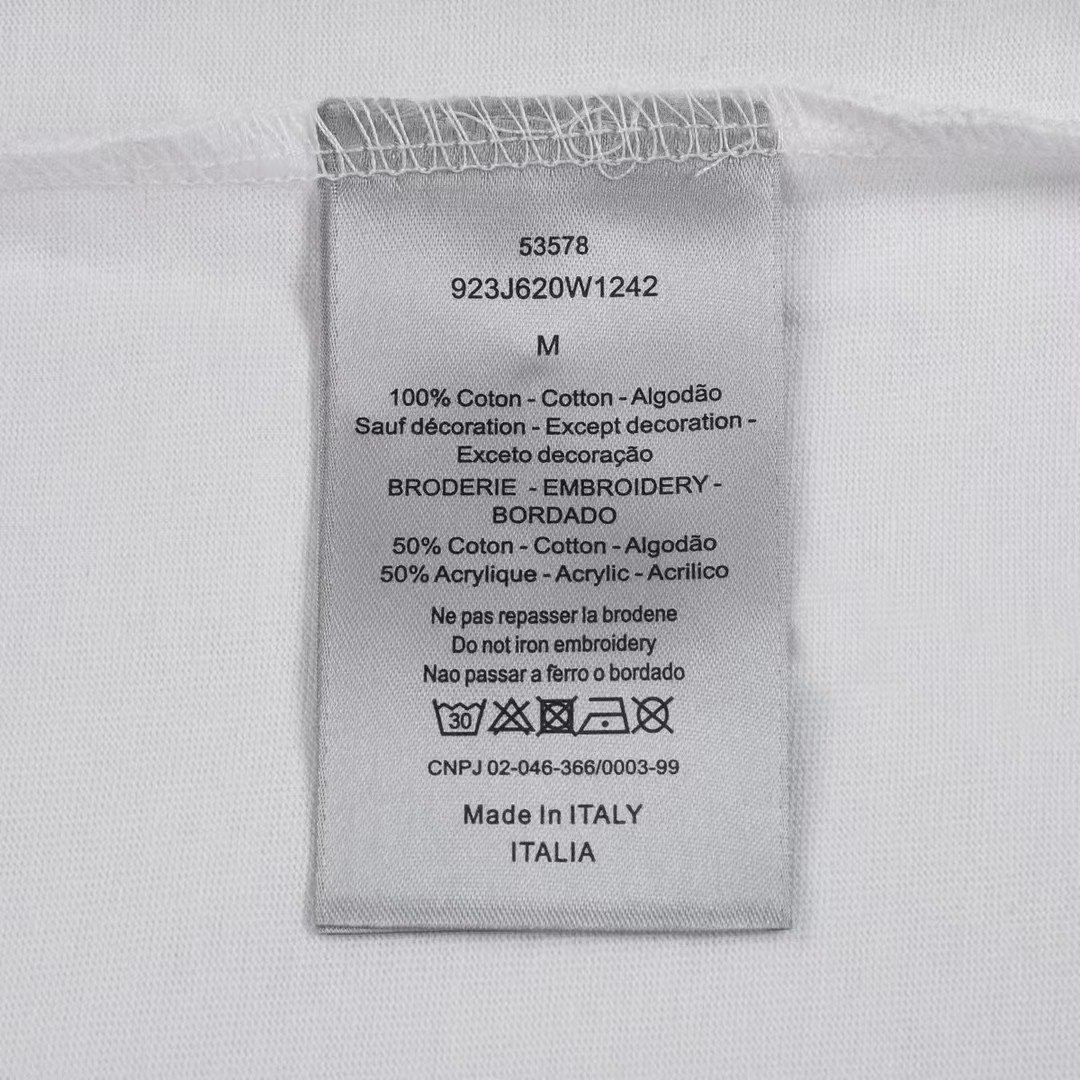 53578
923J620W1242
M
100% Coton - Cotton - Algodão
Sauf décoration - Except decoration -
Exceto decoração
BRODERIE - EMBROIDERY -
BORDADO
50% Coton - Cotton - Algodão
50% Acrylique - Acrylic - Acrilico
Ne pas repasser la brodene
Do not iron embroidery
Nao passar a ferro o bordado
30
CNPJ 02-046-366/0003-99
Made In ITALY
ITALIA